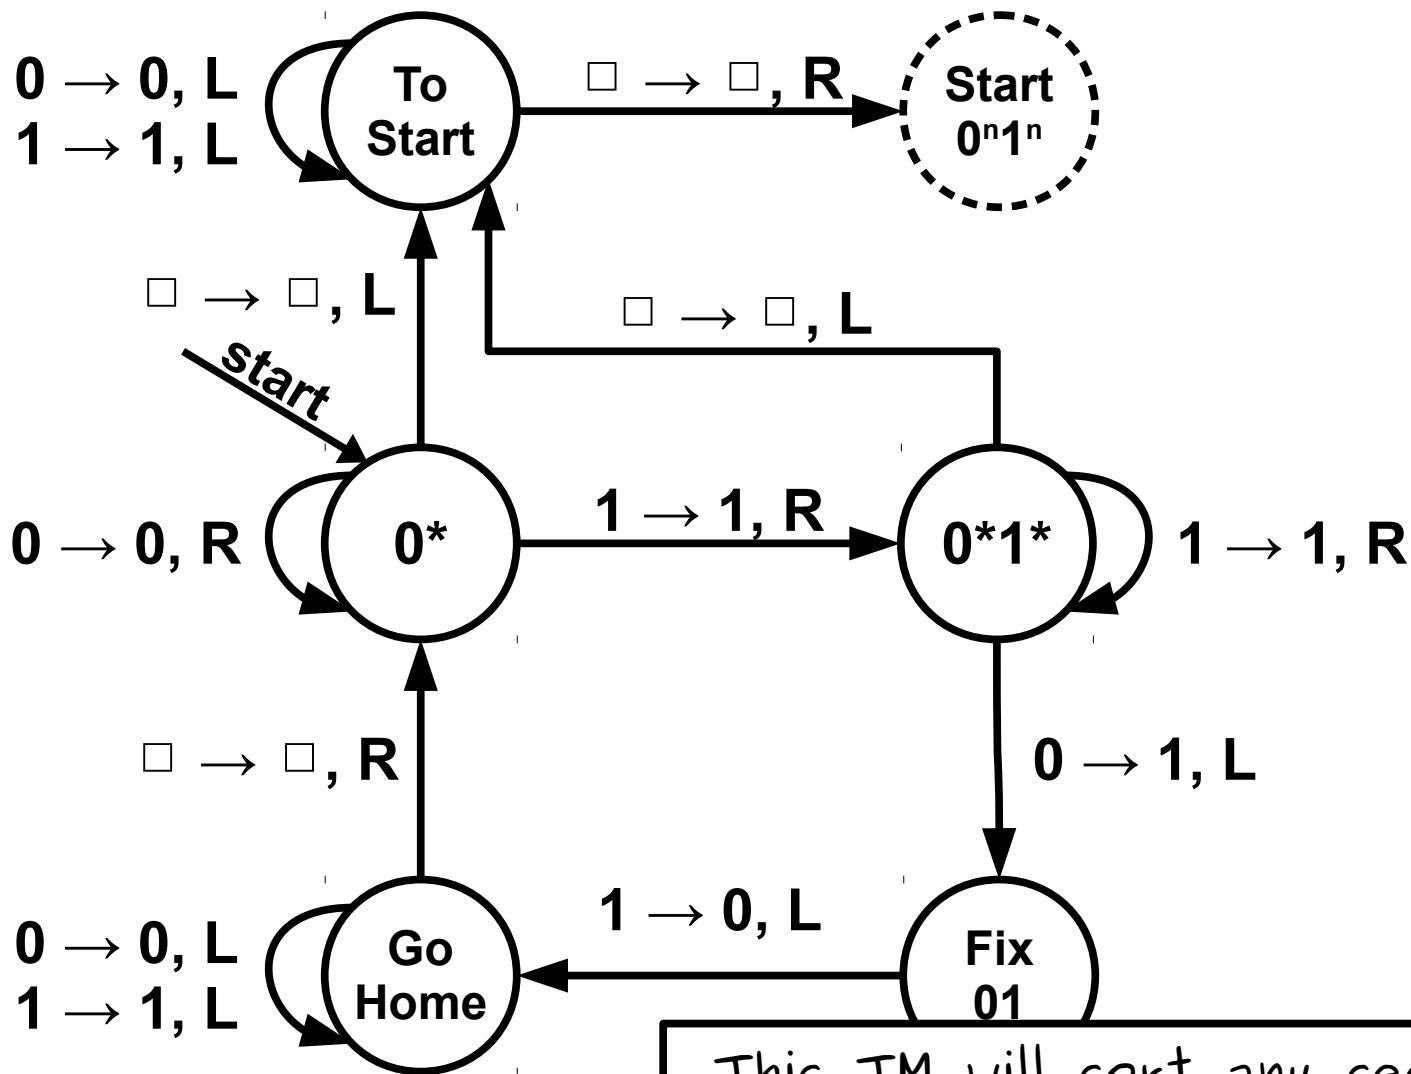 To
Start
0 → 0, L
1 → 1, L
□ → □, R
Start
0ⁿ1ⁿ
□ → □, L
start
□ → □, L
0 → 0, R
0*
1 → 1, R
0*1*
1 → 1, R
□ → □, R
0 → 1, L
0 → 0, L
1 → 1, L
Go
Home
1 → 0, L
Fix
01
This TM will sort any